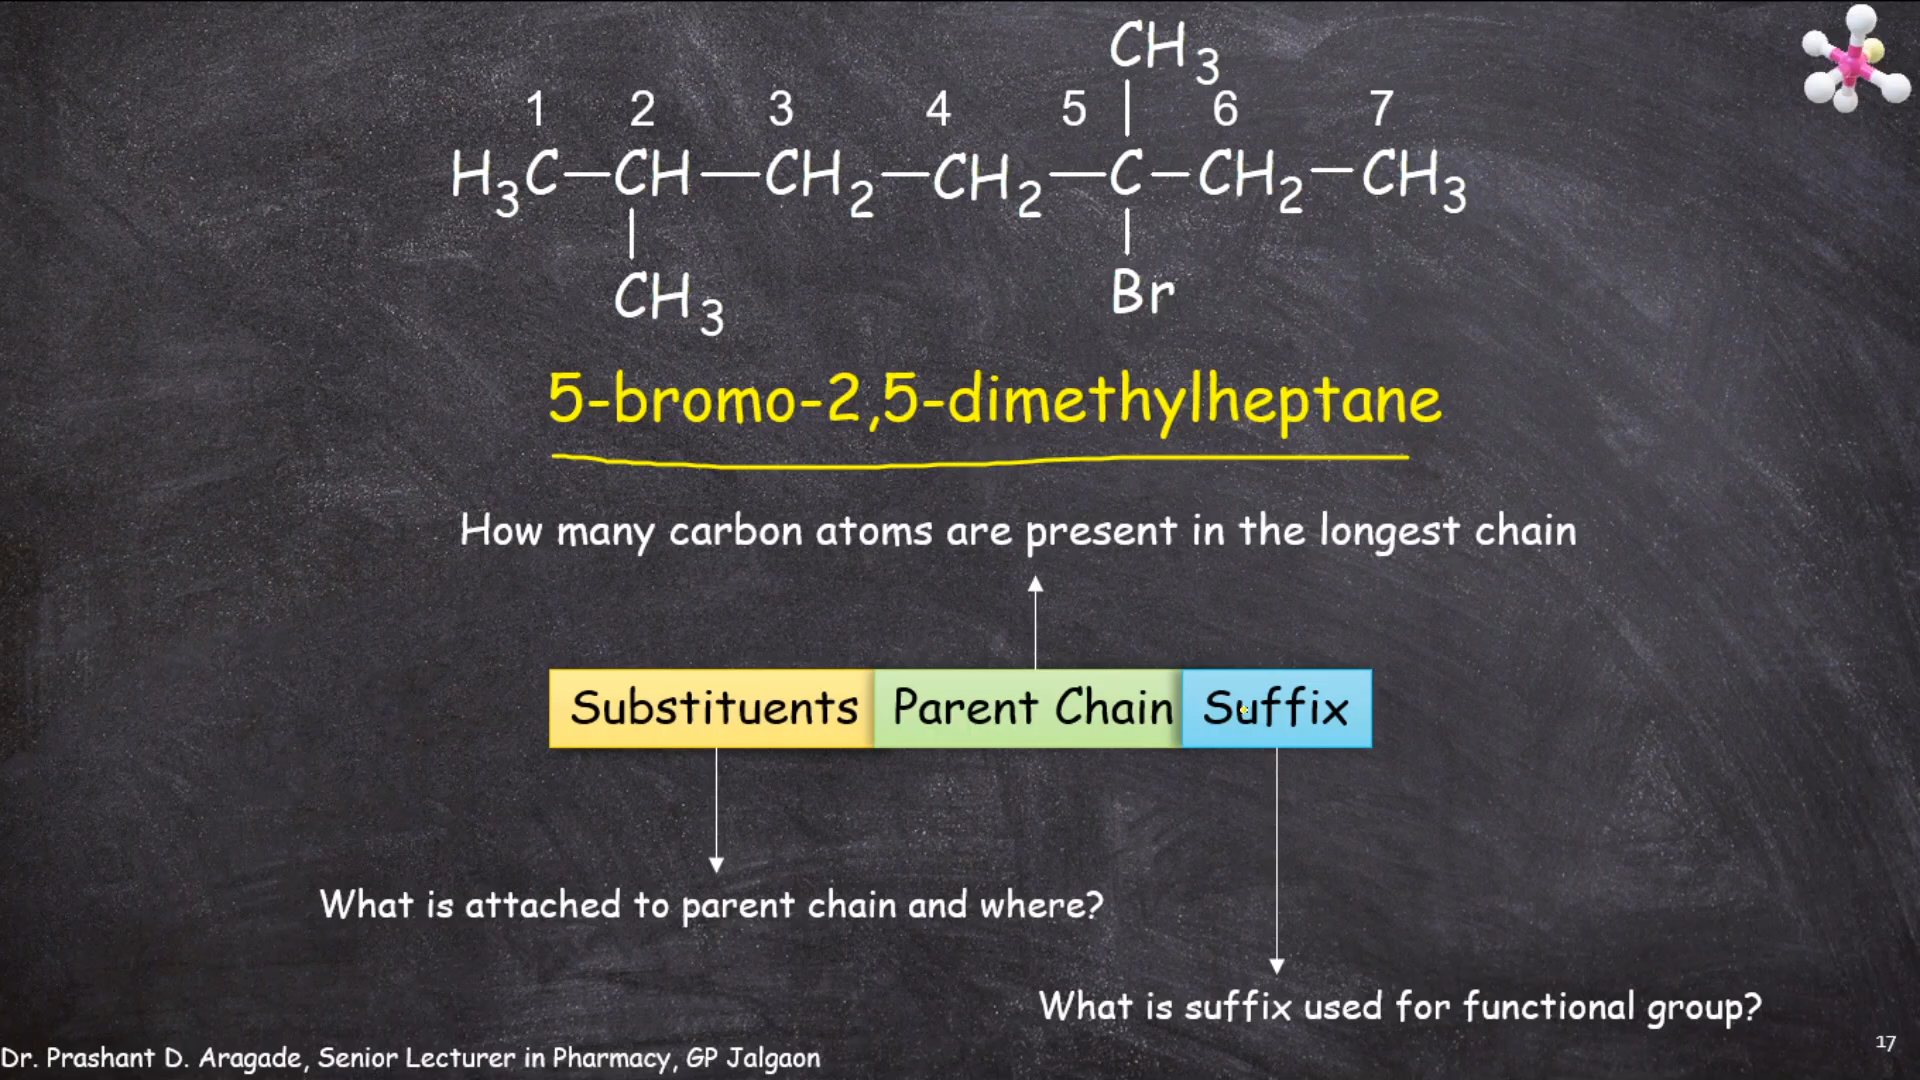 CH3
1 2 3 4 5 6 7
H3C—CH—CH2—CH2—C—CH2—CH3
CH3 Br
5-bromo-2,5-dimethylheptane
How many carbon atoms are present in the longest chain
Substituents Parent Chain Suffix
What is attached to parent chain and where?
What is suffix used for functional group?
17
Dr. Prashant D. Aragade, Senior Lecturer in Pharmacy, GP Jalgaon